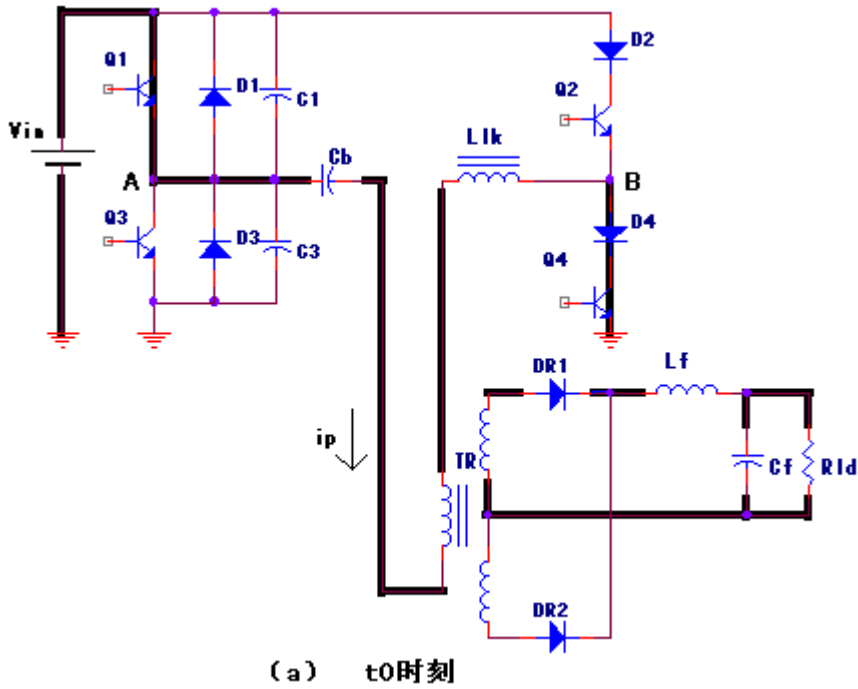 D2
Q1
D1
C1
Q2
Vin
Llk
Cb
A
B
Q3
D3
C3
D4
Q4
DR1
Lf
ip
TR
Cf
Rld
DR2
(a) t0时刻